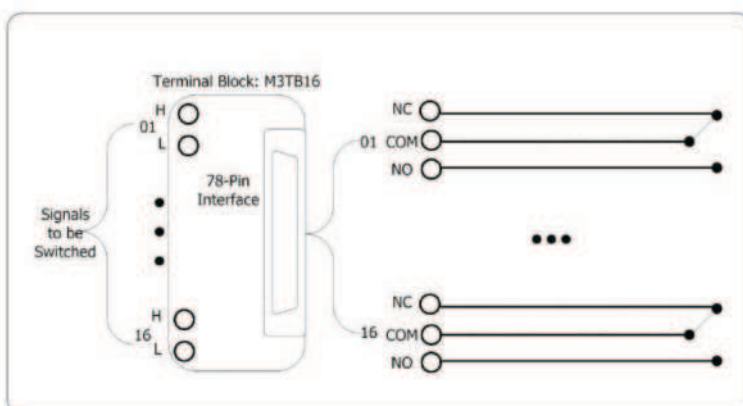 Terminal Block: M3TB16
H
01
L
78-Pin
Interface
Signals
to be
Switched
H
16
L
NC
01 COM
NO
NC
16 COM
NO